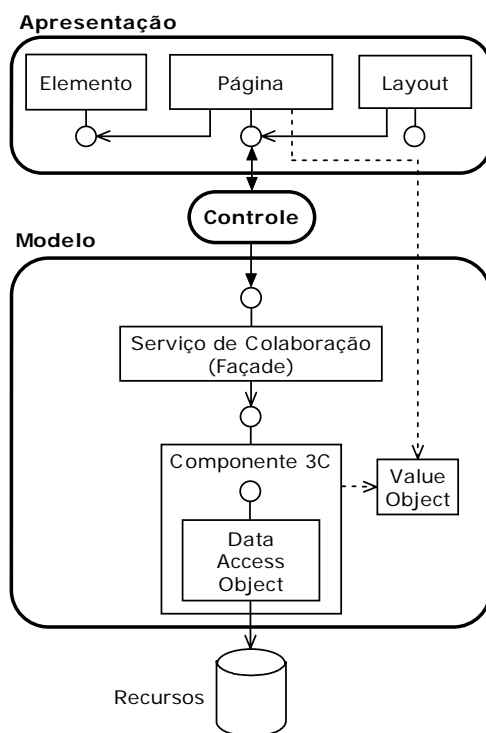 Apresentação
Elemento
Página
Layout
Controle
Modelo
Serviço de Colaboração
(Façade)
Componente 3C
Value
Object
Data
Access
Object
Recursos